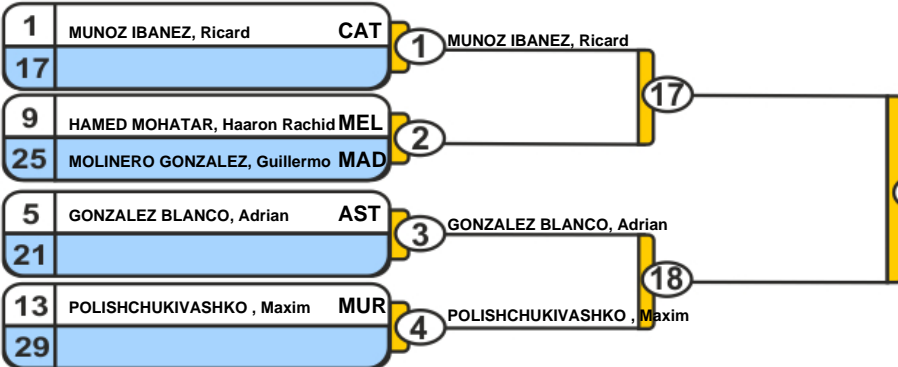 1 MUNOZ IBANEZ, Ricard CAT
17
1 MUNOZ IBANEZ, Ricard
17
9 HAMED MOHATAR, Haaron Rachid MEL
25 MOLINERO GONZALEZ, Guillermo MAD
2
5 GONZALEZ BLANCO, Adrian AST
21
3 GONZALEZ BLANCO, Adrian
18
13 POLISHCHUKIVASHKO , Maxim MUR
29
4 POLISHCHUKIVASHKO , Maxim